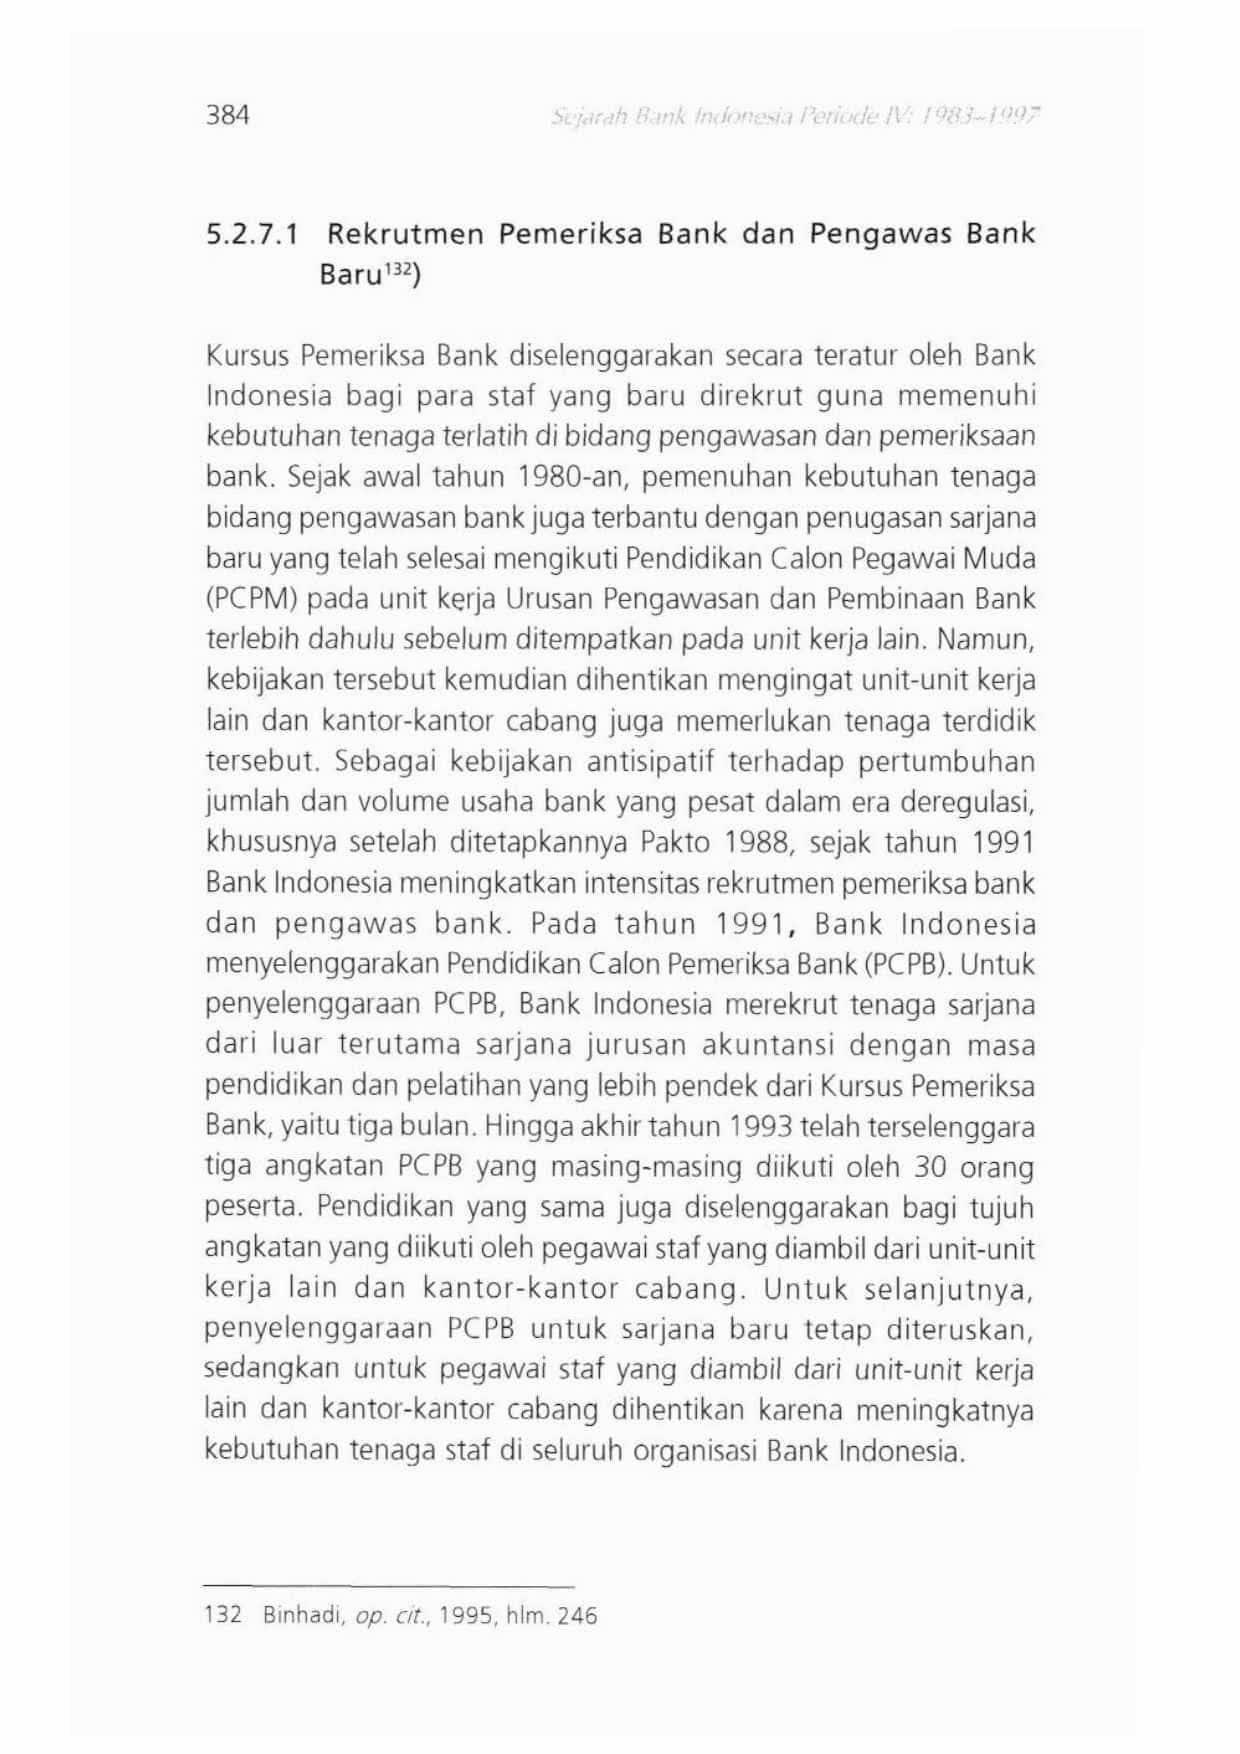 384
Sejarah Bank Indonesia Periode IV: 1983–1997
5.2.7.1 Rekrutmen Pemeriksa Bank dan Pengawas Bank
Baru¹³²)
Kursus Pemeriksa Bank diselenggarakan secara teratur oleh Bank
Indonesia bagi para staf yang baru direkrut guna memenuhi
kebutuhan tenaga terlatih di bidang pengawasan dan pemeriksaan
bank. Sejak awal tahun 1980-an, pemenuhan kebutuhan tenaga
bidang pengawasan bank juga terbantu dengan penugasan sarjana
baru yang telah selesai mengikuti Pendidikan Calon Pegawai Muda
(PCPM) pada unit kerja Urusan Pengawasan dan Pembinaan Bank
terlebih dahulu sebelum ditempatkan pada unit kerja lain. Namun,
kebijakan tersebut kemudian dihentikan mengingat unit-unit kerja
lain dan kantor-kantor cabang juga memerlukan tenaga terdidik
tersebut. Sebagai kebijakan antisipatif terhadap pertumbuhan
jumlah dan volume usaha bank yang pesat dalam era deregulasi,
khususnya setelah ditetapkannya Pakto 1988, sejak tahun 1991
Bank Indonesia meningkatkan intensitas rekrutmen pemeriksa bank
dan pengawas bank. Pada tahun 1991, Bank Indonesia
menyelenggarakan Pendidikan Calon Pemeriksa Bank (PCPB). Untuk
penyelenggaraan PCPB, Bank Indonesia merekrut tenaga sarjana
dari luar terutama sarjana jurusan akuntansi dengan masa
pendidikan dan pelatihan yang lebih pendek dari Kursus Pemeriksa
Bank, yaitu tiga bulan. Hingga akhir tahun 1993 telah terselenggara
tiga angkatan PCPB yang masing-masing diikuti oleh 30 orang
peserta. Pendidikan yang sama juga diselenggarakan bagi tujuh
angkatan yang diikuti oleh pegawai staf yang diambil dari unit-unit
kerja lain dan kantor-kantor cabang. Untuk selanjutnya,
penyelenggaraan PCPB untuk sarjana baru tetap diteruskan,
sedangkan untuk pegawai staf yang diambil dari unit-unit kerja
lain dan kantor-kantor cabang dihentikan karena meningkatnya
kebutuhan tenaga staf di seluruh organisasi Bank Indonesia.
132 Binhadi, op. cit., 1995, hlm. 246